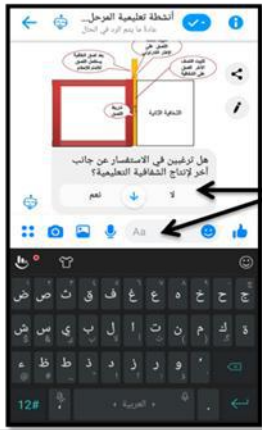 أنشطة تعليمية المرحل...
عادة ما يتم الرد في الحال
الشفافية الثانية
هل ترغبين في الاستفسار عن جانب
آخر لإنتاج الشفافية التعليمية؟
لا
نعم
Aa
ض ص ث ق ف غ ع ه خ ح ج
ش س ي ب ل ا ت ن م ك ة
ء ظ ط ذ د ز ر و
12#
العربية